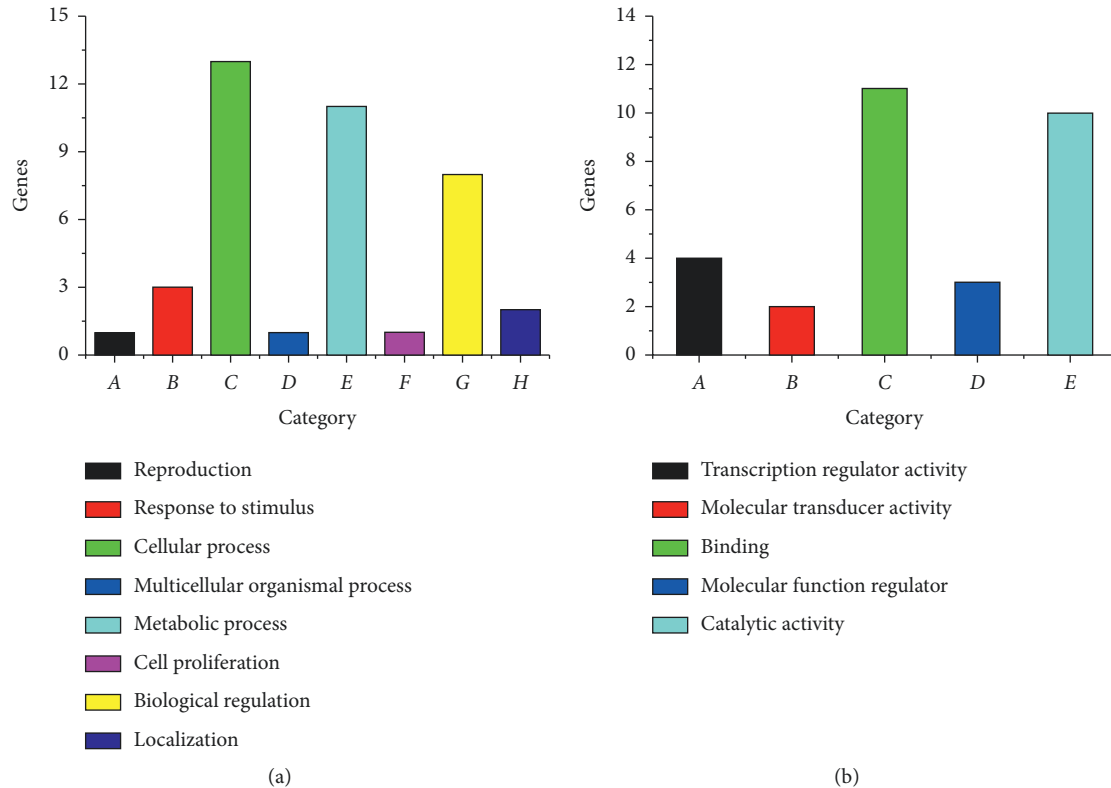 15
12
9
6
3
0
Genes
A B C D E F G H
Category
Reproduction
Response to stimulus
Cellular process
Multicellular organismal process
Metabolic process
Cell proliferation
Biological regulation
Localization
(a)
14
12
10
8
6
4
2
0
Genes
A B C D E
Category
Transcription regulator activity
Molecular transducer activity
Binding
Molecular function regulator
Catalytic activity
(b)